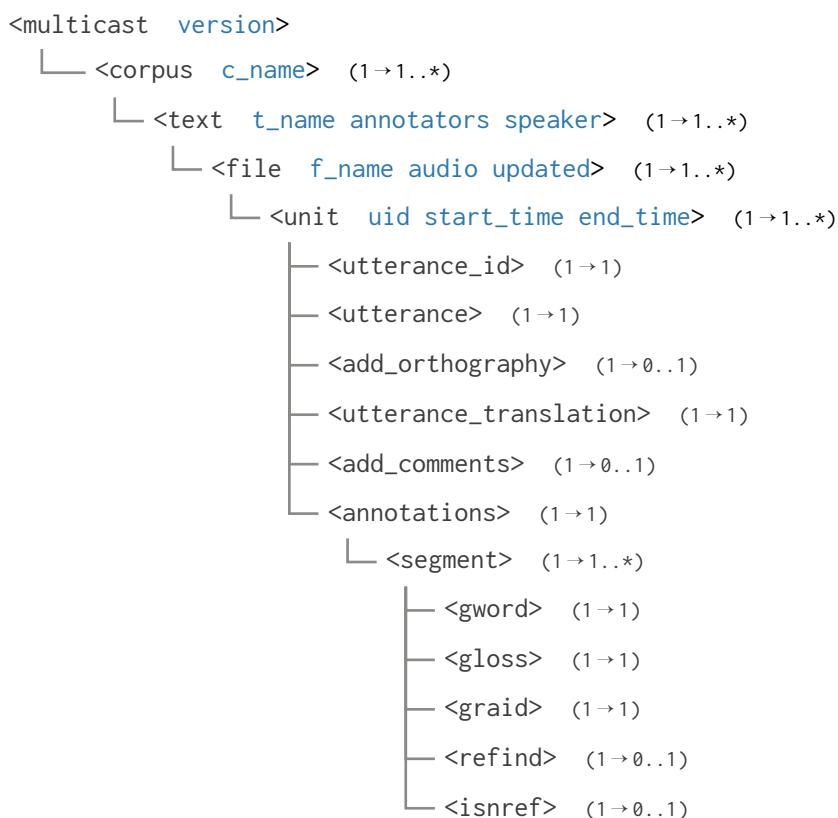 <multicast version>
<corpus c_name> (1→1..*)
<text t_name annotators speaker> (1→1..*)
<file f_name audio updated> (1→1..*)
<unit uid start_time end_time> (1→1..*)
<utterance_id> (1→1)
<utterance> (1→1)
<add_orthography> (1→0..1)
<utterance_translation> (1→1)
<add_comments> (1→0..1)
<annotations> (1→1)
<segment> (1→1..*)
<gword> (1→1)
<gloss> (1→1)
<graid> (1→1)
<refind> (1→0..1)
<isnref> (1→0..1)